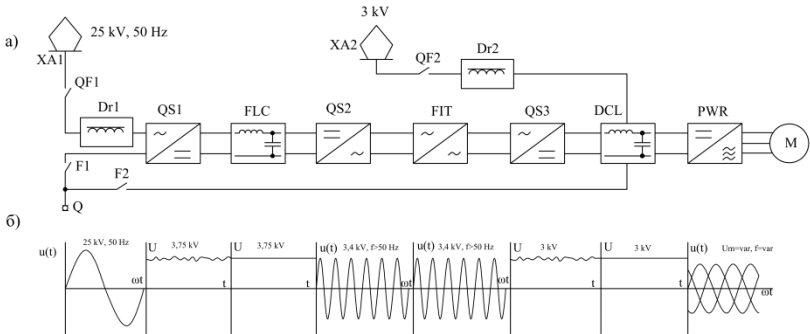 а)
25 kV, 50 Hz
XA1
QF1
Dr1
QS1
FLC
QS2
FIT
QS3
DCL
PWR
M
3 kV
XA2
QF2
Dr2
F1
F2
Q
б)
u(t)
25 kV, 50 Hz
ωt
U
3,75 kV
t
U
3,75 kV
t
u(t)
3,4 kV, f>50 Hz
ωt
u(t)
3,4 kV, f>50 Hz
ωt
U
3 kV
t
U
3 kV
t
u(t)
Um=var, f=var
ωt